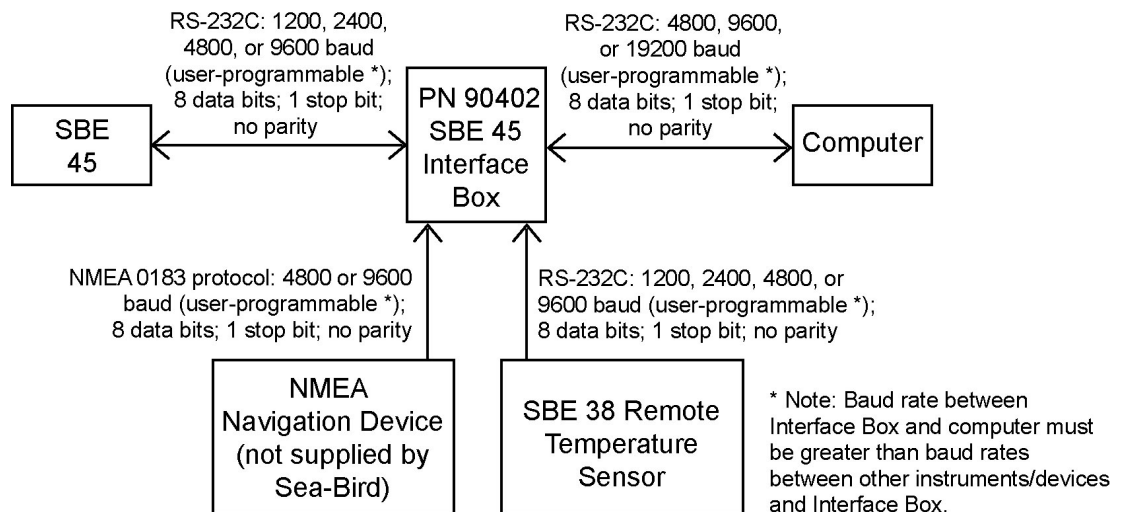 RS-232C: 1200, 2400,
4800, or 9600 baud
(user-programmable *);
8 data bits; 1 stop bit;
no parity
RS-232C: 4800, 9600,
or 19200 baud
(user-programmable *);
8 data bits; 1 stop bit;
no parity
SBE
45
PN 90402
SBE 45
Interface
Box
Computer
NMEA 0183 protocol: 4800 or 9600
baud (user-programmable *);
8 data bits; 1 stop bit; no parity
RS-232C: 1200, 2400, 4800, or
9600 baud (user-programmable *);
8 data bits; 1 stop bit; no parity
NMEA
Navigation Device
(not supplied by
Sea-Bird)
SBE 38 Remote
Temperature
Sensor
* Note: Baud rate between
Interface Box and computer must
be greater than baud rates
between other instruments/devices
and Interface Box.